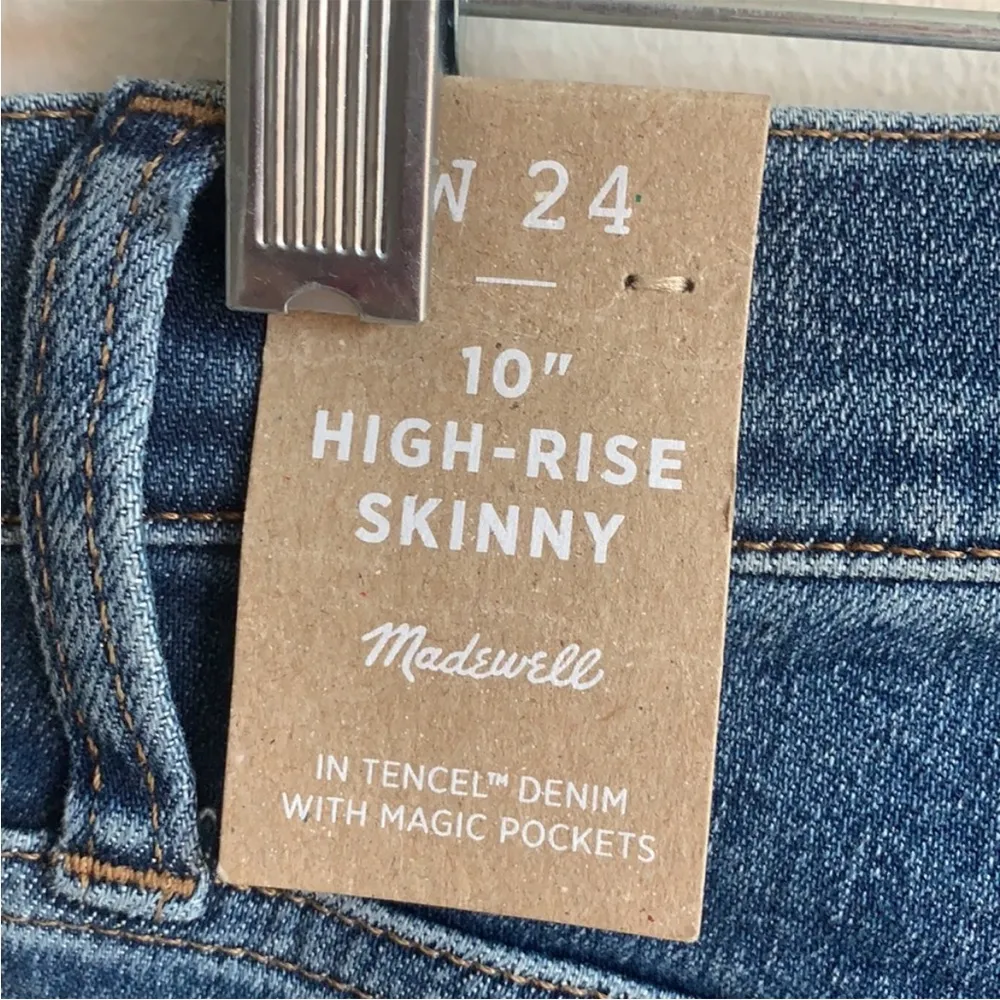 W 24
10"
HIGH-RISE
SKINNY
Madewell
IN TENCEL™ DENIM
WITH MAGIC POCKETS